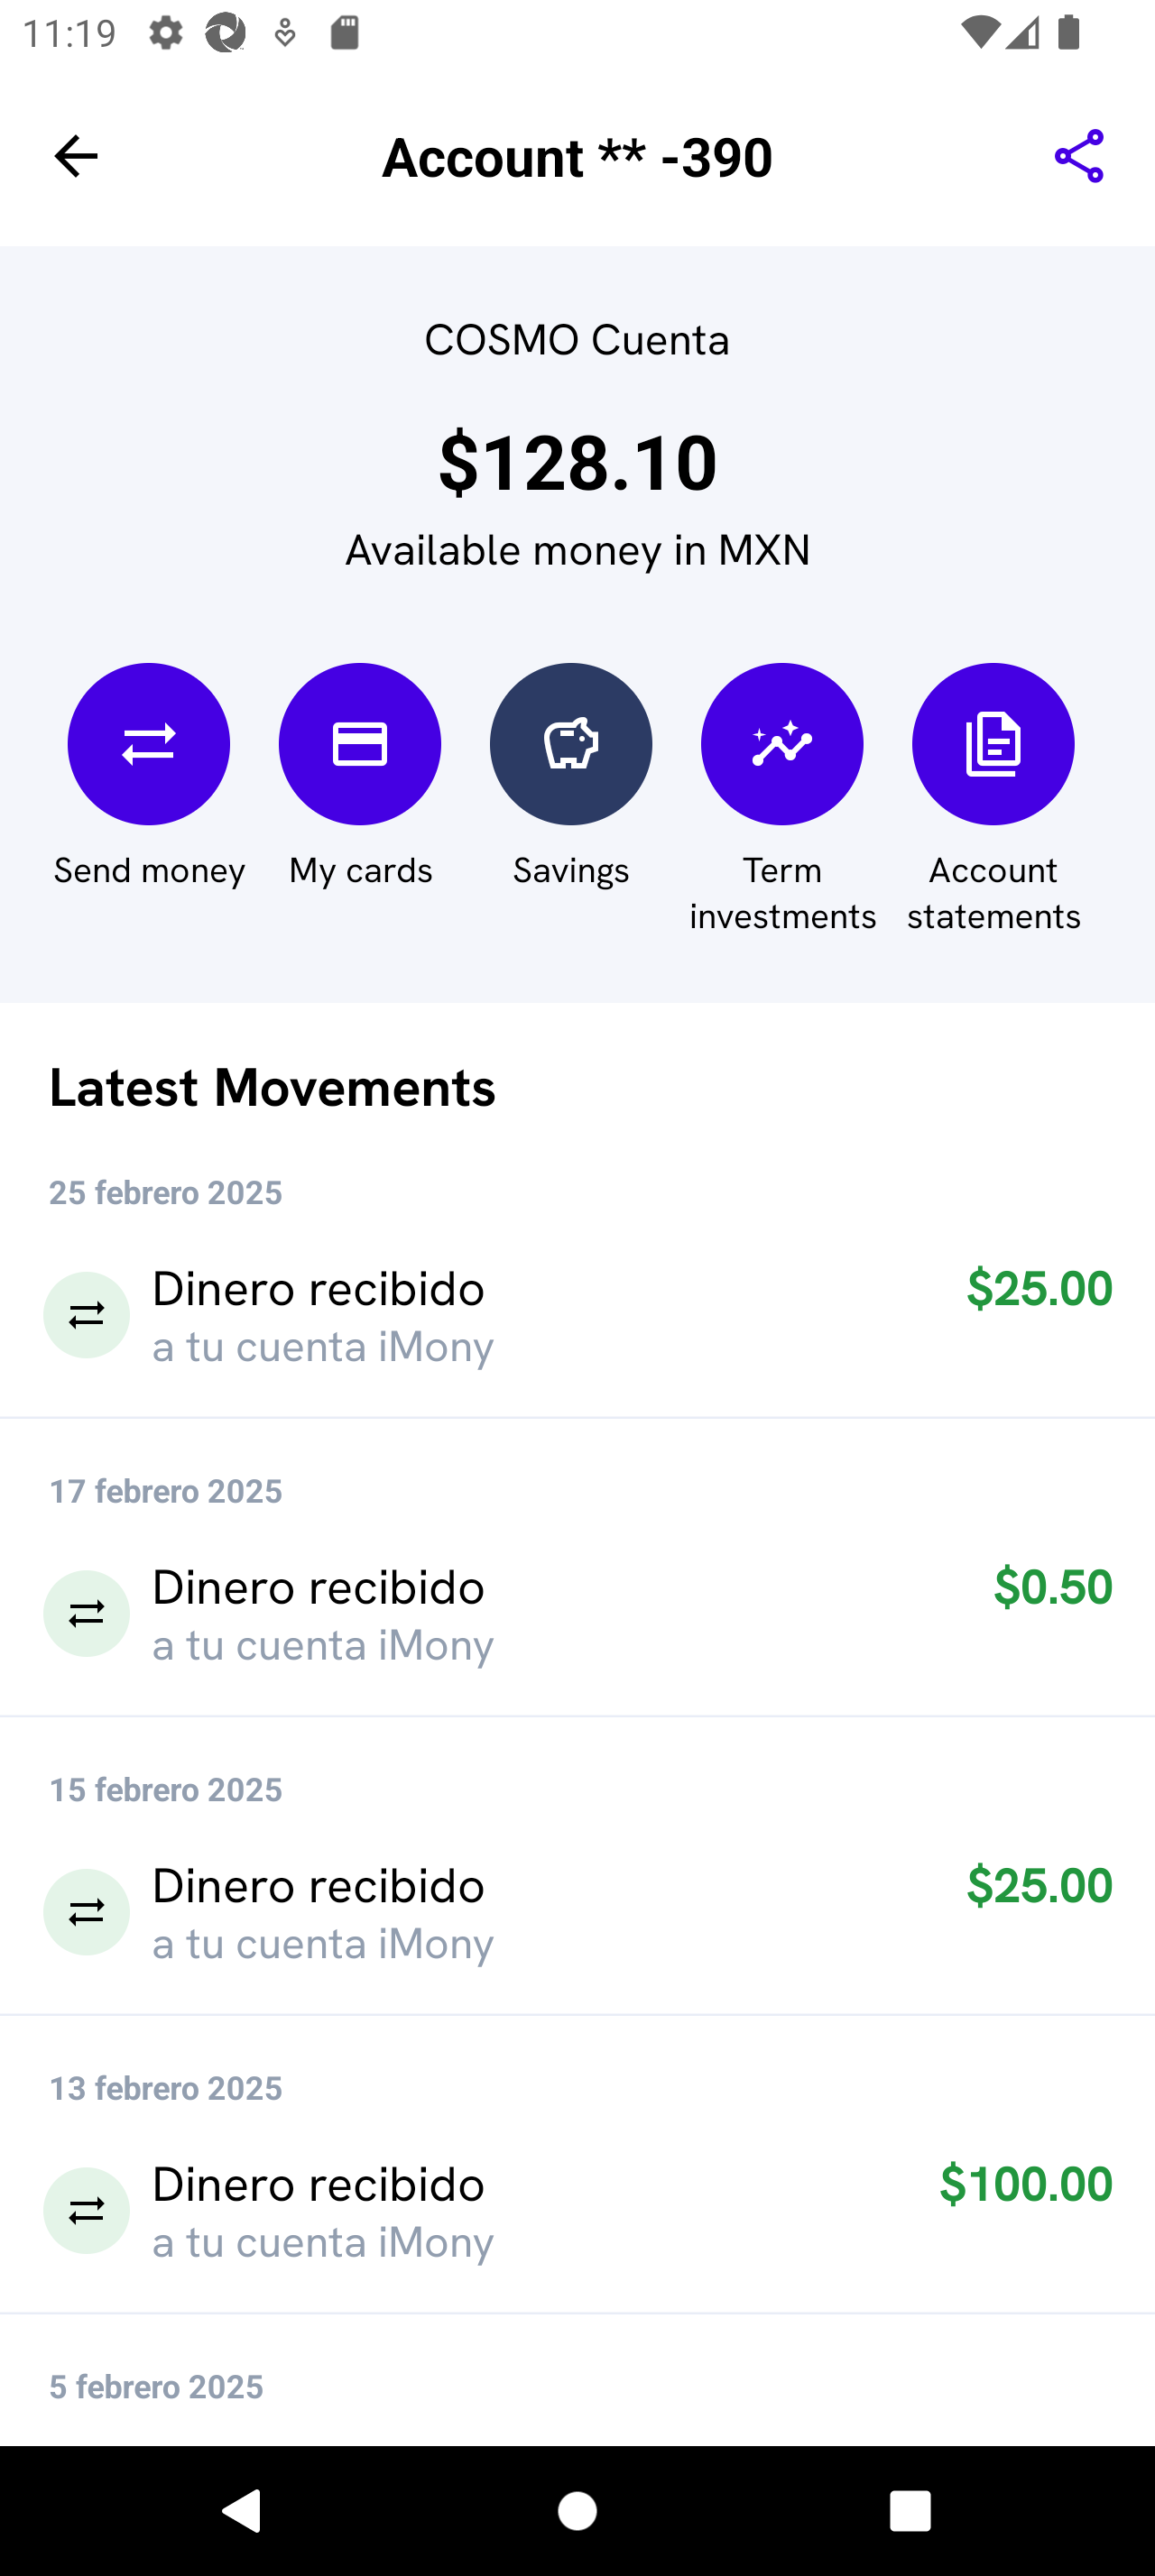 11:19
Account ** -390
COSMO Cuenta
$128.10
Available money in MXN
Send money
My cards
Savings
Term
investments
Account
statements
Latest Movements
25 febrero 2025
Dinero recibido
$25.00
a tu cuenta iMony
17 febrero 2025
Dinero recibido
$0.50
a tu cuenta iMony
15 febrero 2025
Dinero recibido
$25.00
a tu cuenta iMony
13 febrero 2025
Dinero recibido
$100.00
a tu cuenta iMony
5 febrero 2025